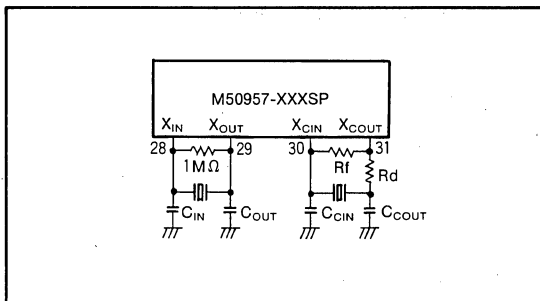 M50957-XXXSP
XIN XOUT XCIN XCOUT
28 29 30 31
1MΩ Rf
Rd
CIN COUT CCIN CCOUT